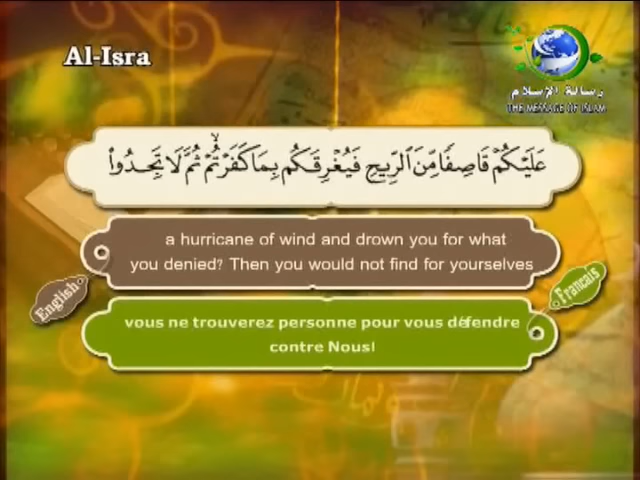 Al-Isra
رسالة الإسلام
THE MESSAGE OF ISLAM
عَلَيْكُمْ قَاصِفًا مِّنَ ٱلرِّيحِ فَيُغْرِقَكُم بِمَا كَفَرْتُمْ ۙ ثُمَّ لَا تَجِدُوا۟
a hurricane of wind and drown you for what
you denied? Then you would not find for yourselves
English
Francais
vous ne trouverez personne pour vous défendre
contre Nous!